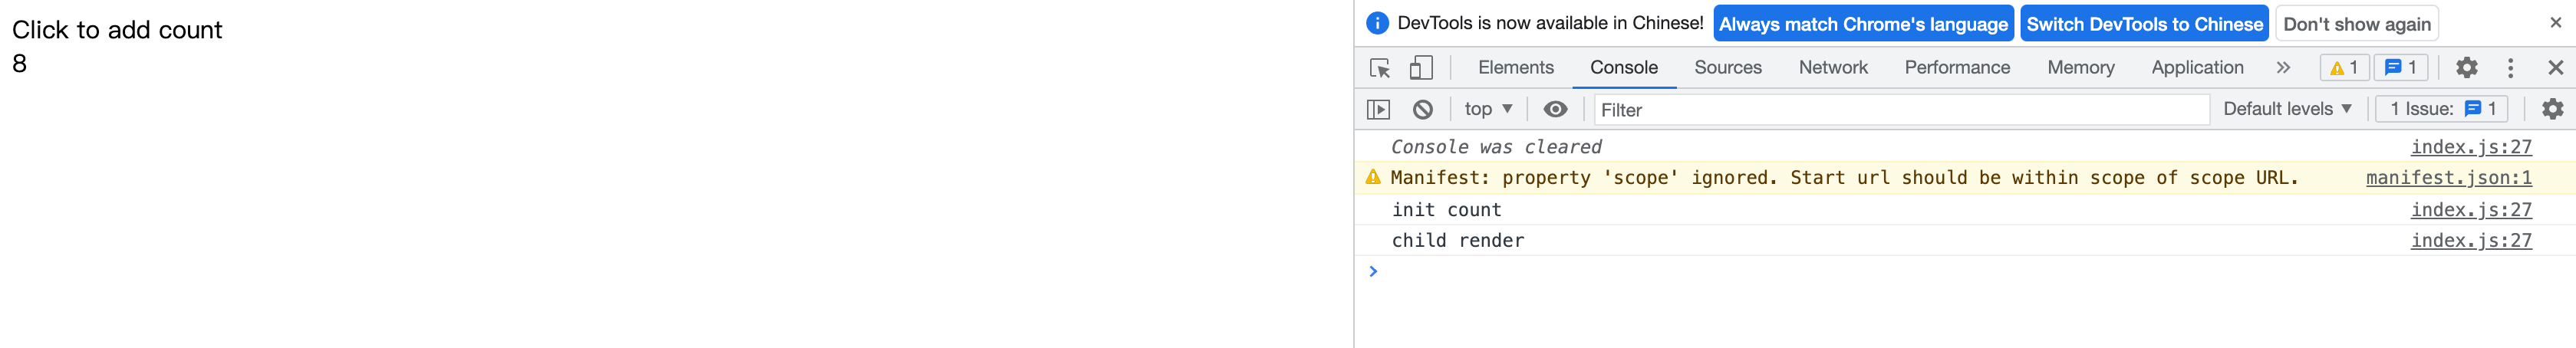 Click to add count
8
DevTools is now available in Chinese! Always match Chrome's language Switch DevTools to Chinese Don't show again
Elements Console Sources Network Performance Memory Application 1 1
top Filter Default levels 1 Issue: 1
Console was cleared index.js:27
Manifest: property 'scope' ignored. Start url should be within scope of scope URL. manifest.json:1
init count index.js:27
child render index.js:27